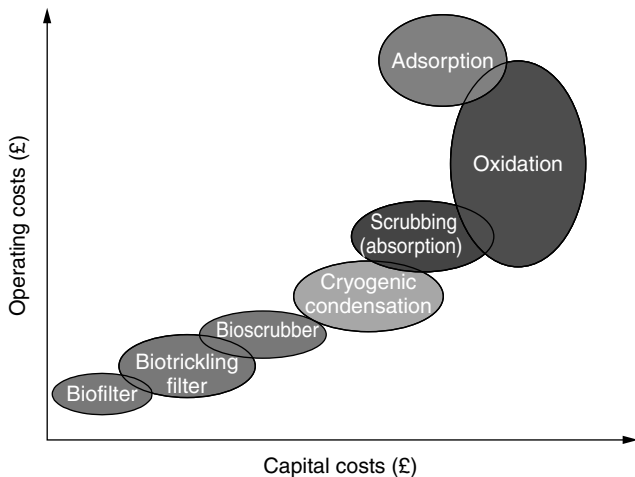 Operating costs (£)
Adsorption
Oxidation
Scrubbing
(absorption)
Cryogenic
condensation
Bioscrubber
Biotrickling
filter
Biofilter
Capital costs (£)